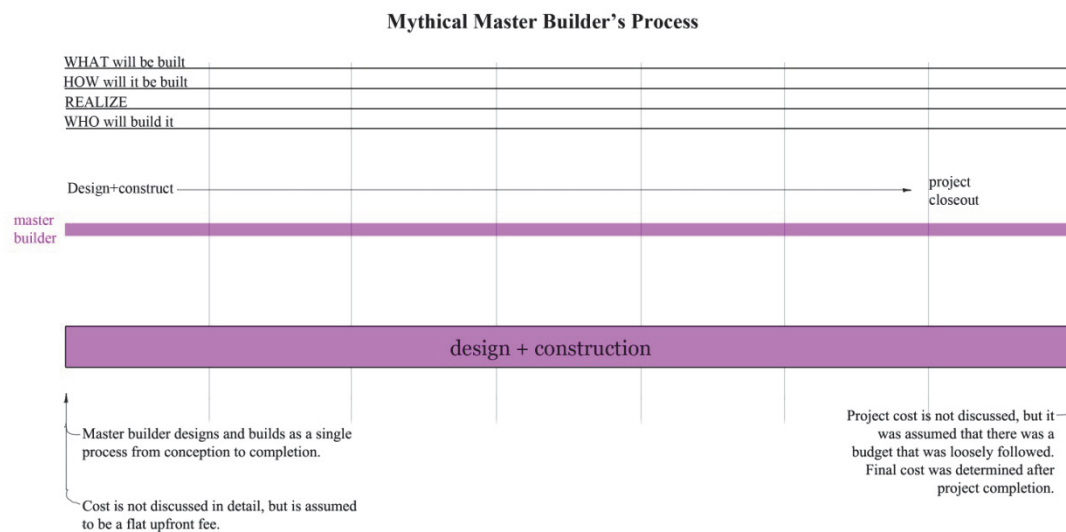 Mythical Master Builder’s Process
WHAT will be built
HOW will it be built
REALIZE
WHO will build it
Design+construct
project
closeout
master
builder
design + construction
Master builder designs and builds as a single
process from conception to completion.
Cost is not discussed in detail, but is assumed
to be a flat upfront fee.
Project cost is not discussed, but it
was assumed that there was a
budget that was loosely followed.
Final cost was determined after
project completion.